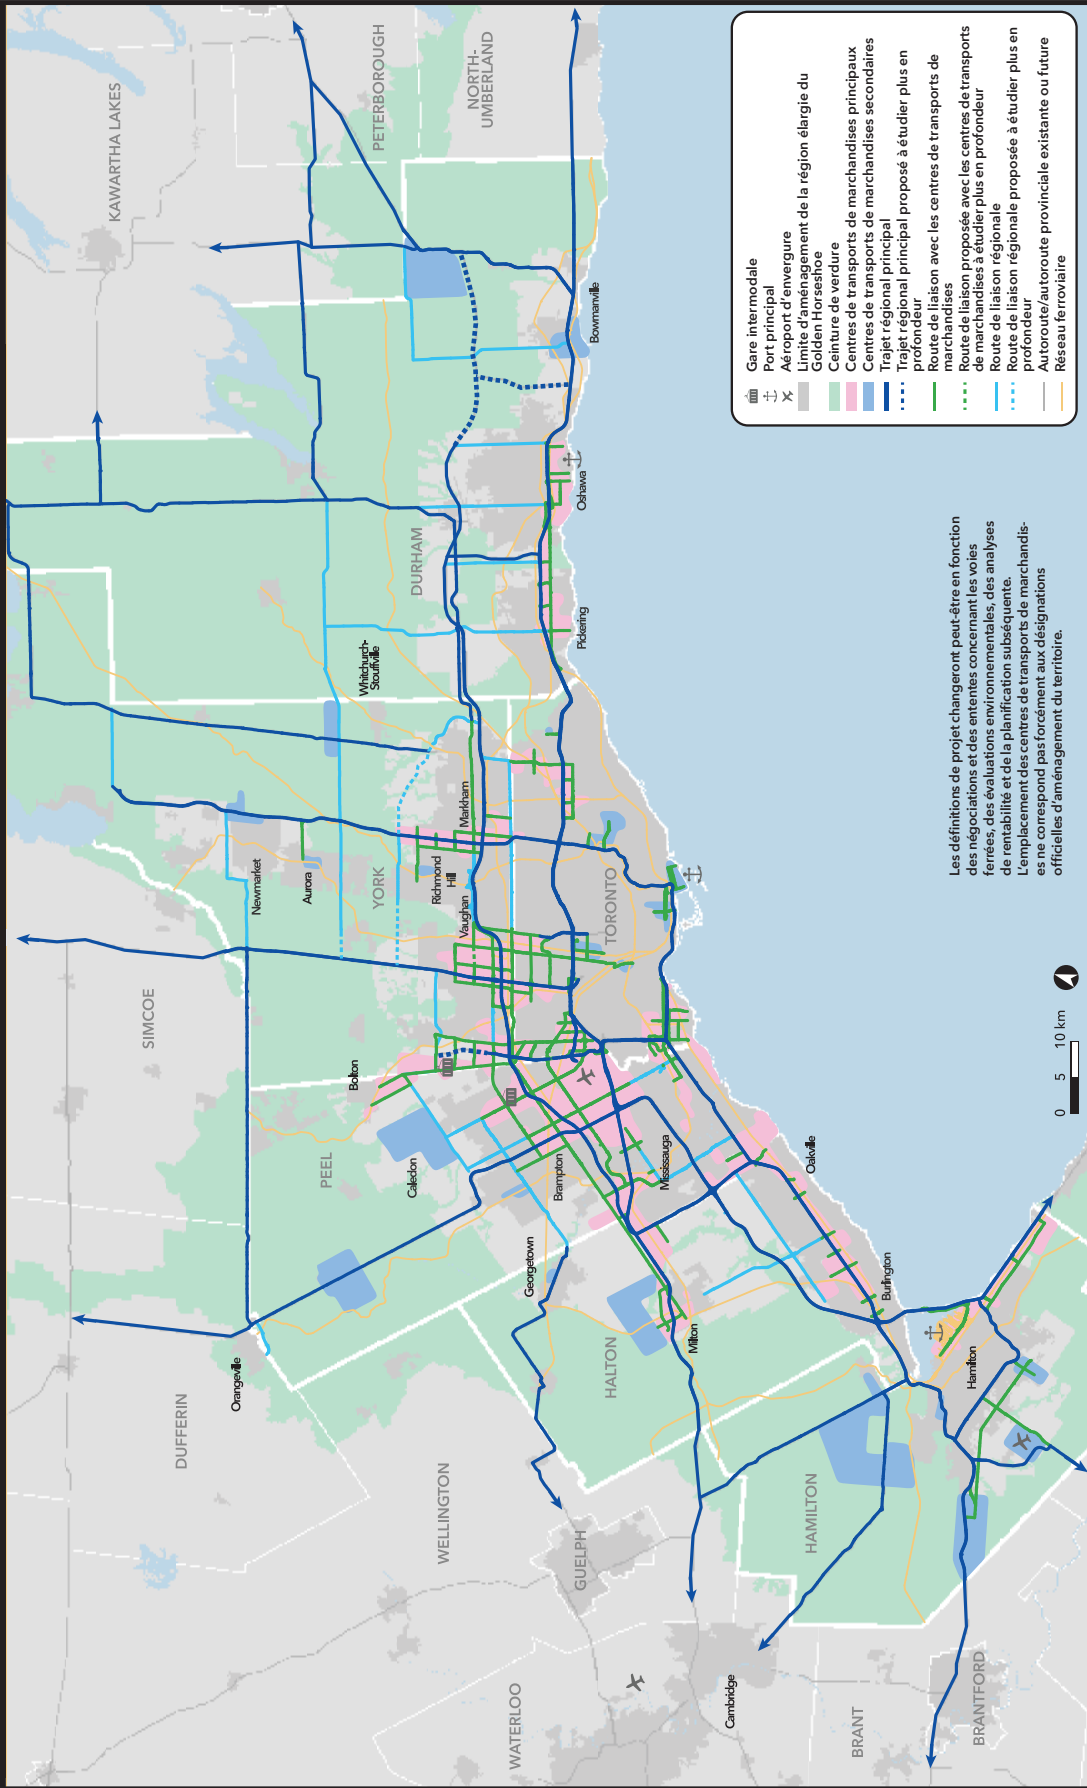 KAWARTHA LAKES
PETERBOROUGH
NORTH-
UMBERLAND
SIMCOE
DURHAM
Bowmanville
Oshawa
Pickering
Whitchurch-
Stouffville
Markham
Newmarket
Aurora
YORK
Richmond
Hill
Vaughan
TORONTO
Bolton
PEEL
Caledon
Brampton
Mississauga
Oakville
Georgetown
Burlington
Orangeville
DUFFERIN
HALTON
Milton
Hamilton
WELLINGTON
GUELPH
HAMILTON
WATERLOO
Cambridge
BRANT
BRANTFORD
Gare intermodale
Port principal
Aéroport d'envergure
Limite d'aménagement de la région élargie du
Golden Horseshoe
Ceinture de verdure
Centres de transports de marchandises principaux
Centres de transports de marchandises secondaires
Trajet régional principal
Trajet régional principal proposé à étudier plus en
profondeur
Route de liaison avec les centres de transports de
marchandises
Route de liaison proposée avec les centres de transports
de marchandises à étudier plus en profondeur
Route de liaison régionale
Route de liaison régionale proposée à étudier plus en
profondeur
Autoroute/autoroute provinciale existante ou future
Réseau ferroviaire
Les définitions de projet changeront peut-être en fonction
des négociations et des ententes concernant les voies
ferrées, des évaluations environnementales, des analyses
de rentabilité et de la planification subséquente.
L'emplacement des centres de transports de marchandis-
es ne correspond pas forcément aux désignations
officielles d'aménagement du territoire.
0 5 10 km